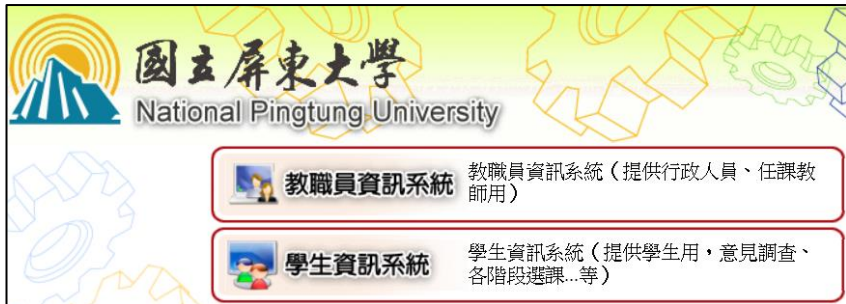 國立屏東大學
National Pingtung University
教職員資訊系統
教職員資訊系統（提供行政人員、任課教
師用）
學生資訊系統
學生資訊系統（提供學生用，意見調查、
各階段選課...等）